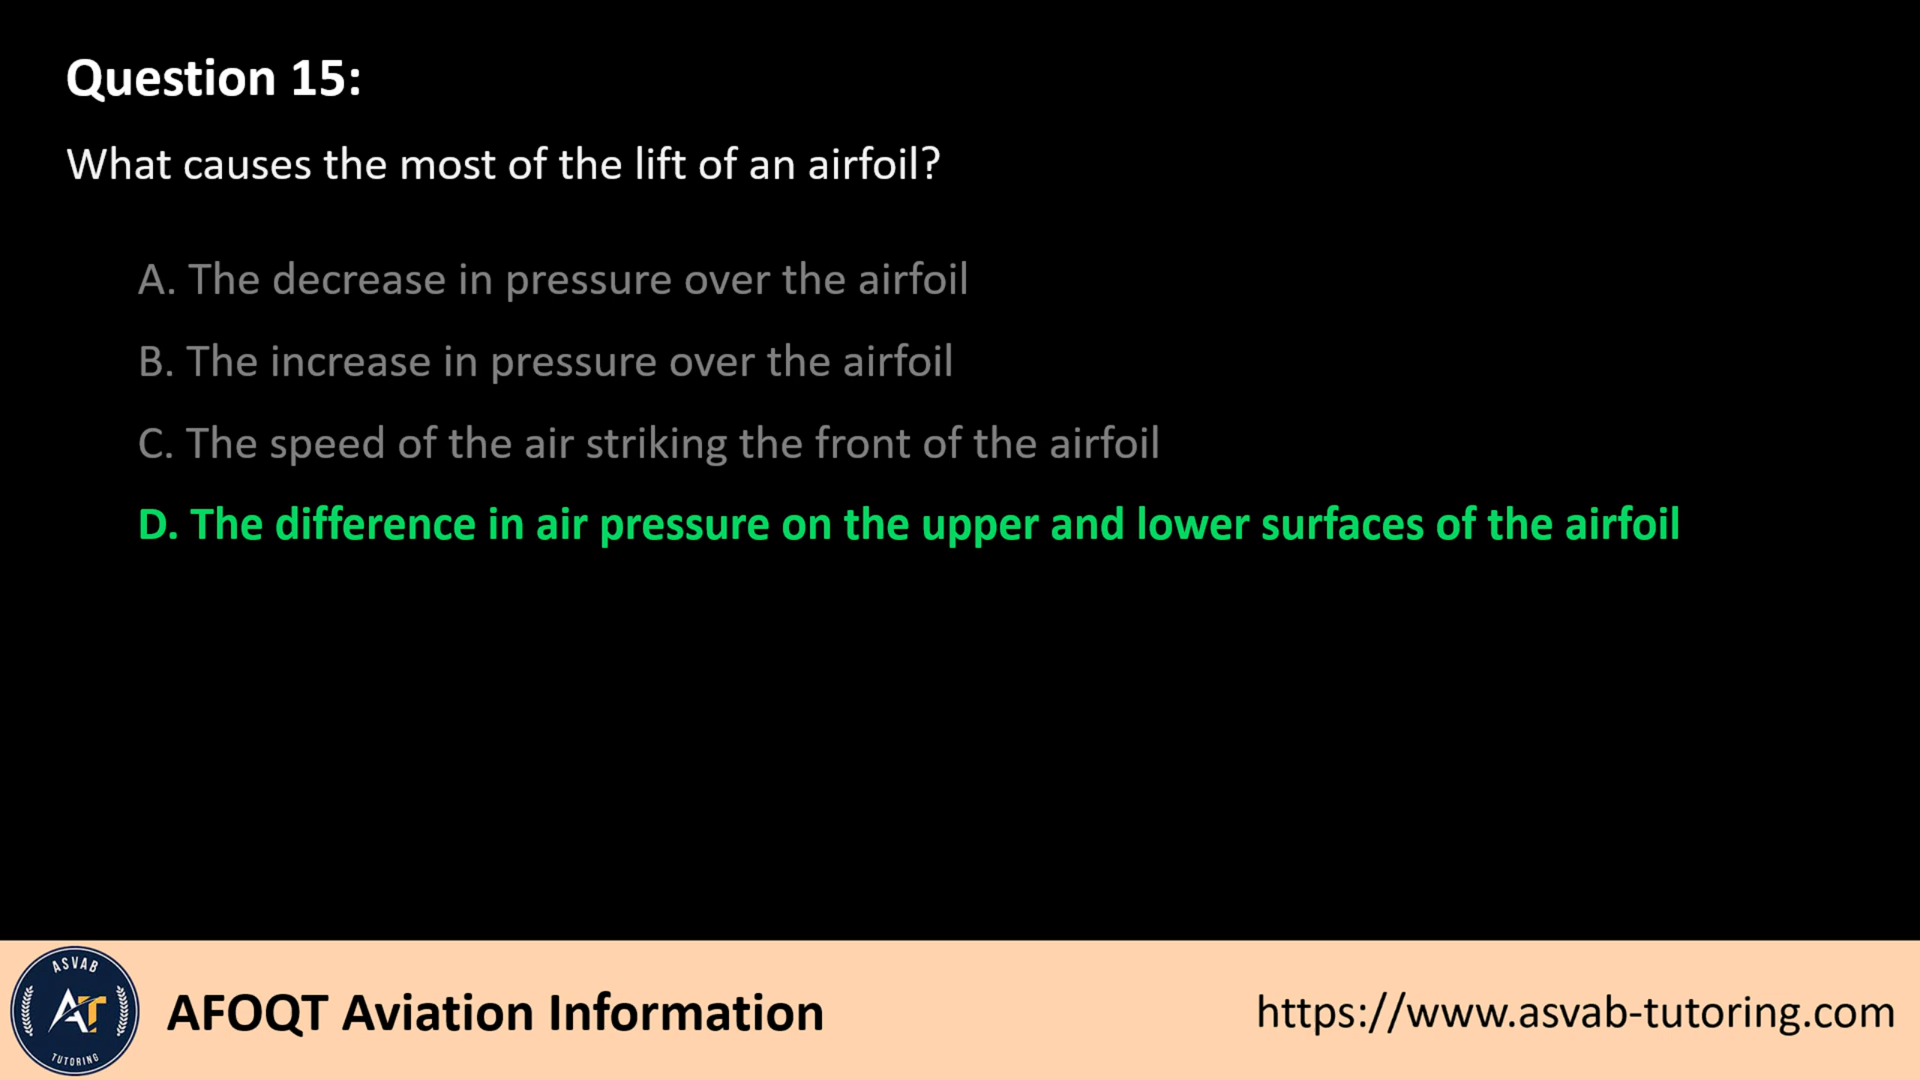 Question 15:
What causes the most of the lift of an airfoil?
A. The decrease in pressure over the airfoil
B. The increase in pressure over the airfoil
C. The speed of the air striking the front of the airfoil
D. The difference in air pressure on the upper and lower surfaces of the airfoil
ASVAB
AT
TUTORING
AFOQT Aviation Information
https://www.asvab-tutoring.com